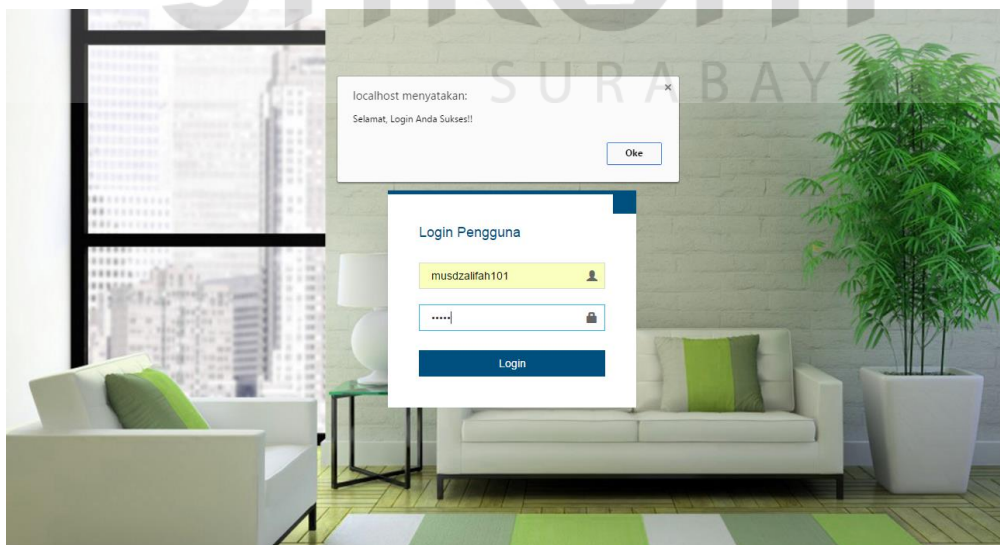 SURABAYA
localhost menyatakan:
×
Selamat, Login Anda Sukses!!
Oke
Login Pengguna
musdzalifah101
•••••
Login